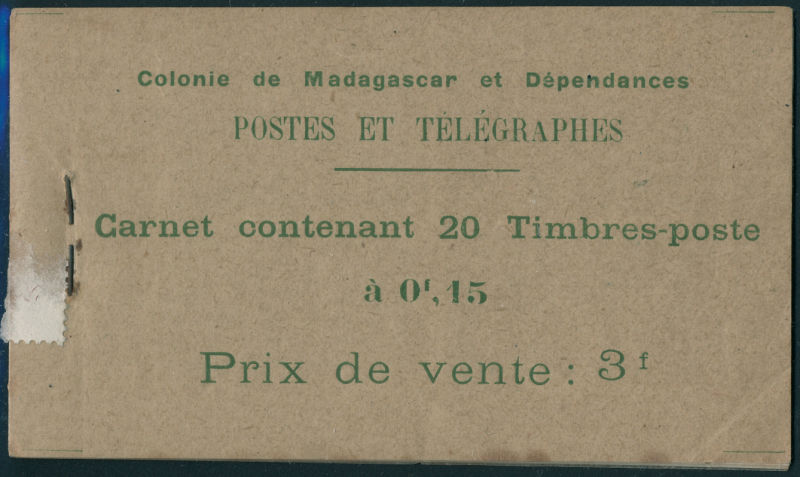 Colonie de Madagascar et Dépendances
POSTES ET TÉLÉGRAPHES
Carnet contenant 20 Timbres-poste
à 0f,15
Prix de vente : 3f